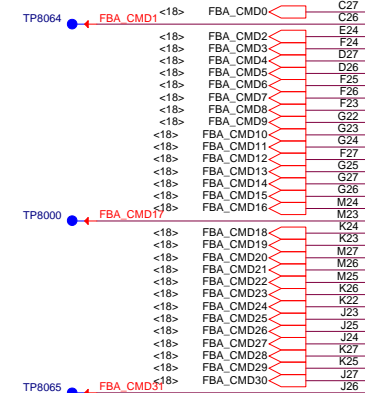 <18> FBA_CMD0 C27
TP8064 FBA_CMD1 C26
<18> FBA_CMD2 E24
<18> FBA_CMD3 F24
<18> FBA_CMD4 D27
<18> FBA_CMD5 D26
<18> FBA_CMD6 F25
<18> FBA_CMD7 F26
<18> FBA_CMD8 F23
<18> FBA_CMD9 G22
<18> FBA_CMD10 G23
<18> FBA_CMD11 G24
<18> FBA_CMD12 F27
<18> FBA_CMD13 G25
<18> FBA_CMD14 G27
<18> FBA_CMD15 G26
<18> FBA_CMD16 M24
TP8000 FBA_CMD17 M23
<18> FBA_CMD18 K24
<18> FBA_CMD19 K23
<18> FBA_CMD20 M27
<18> FBA_CMD21 M26
<18> FBA_CMD22 M25
<18> FBA_CMD23 K26
<18> FBA_CMD24 K22
<18> FBA_CMD25 J23
<18> FBA_CMD26 J25
<18> FBA_CMD27 J24
<18> FBA_CMD28 K27
<18> FBA_CMD29 K25
<18> FBA_CMD30 J27
TP8065 FBA_CMD31 J26